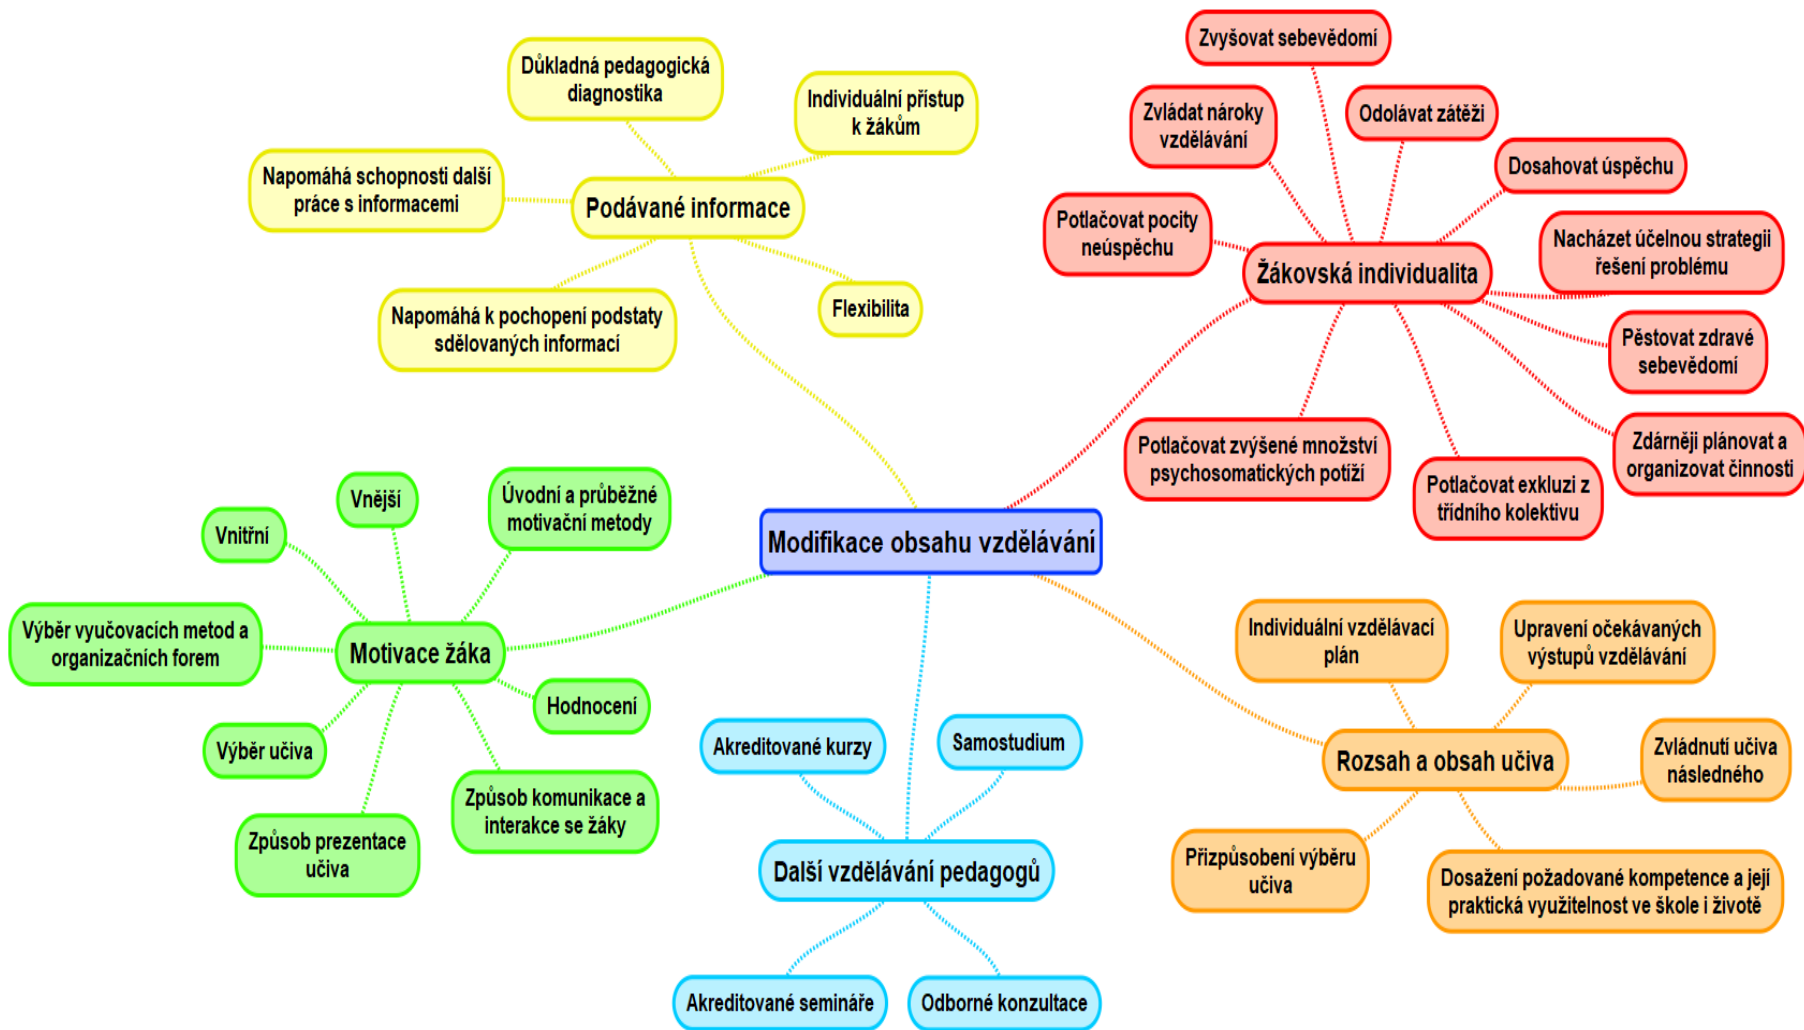 Důkladná pedagogická
diagnostika
Individuální přístup
k žákům
Napomáhá schopnosti další
práce s informacemi
Podávané informace
Napomáhá k pochopení podstaty
sdělovaných informací
Flexibilita
Zvyšovat sebevědomí
Zvládat nároky
vzdělávání
Odolávat zátěži
Dosahovat úspěchu
Potlačovat pocity
neúspěchu
Žákovská individualita
Nacházet účelnou strategii
řešení problému
Pěstovat zdravé
sebevědomí
Potlačovat zvýšené množství
psychosomatických potíží
Potlačovat exkluzi z
třídního kolektivu
Zdárněji plánovat a
organizovat činnosti
Modifikace obsahu vzdělávání
Vnitřní
Vnější
Úvodní a průběžné
motivační metody
Výběr vyučovacích metod a
organizačních forem
Motivace žáka
Hodnocení
Výběr učiva
Způsob komunikace a
interakce se žáky
Způsob prezentace
učiva
Akreditované kurzy
Samostudium
Další vzdělávání pedagogů
Akreditované semináře
Odborné konzultace
Individuální vzdělávací
plán
Upravení očekávaných
výstupů vzdělávání
Rozsah a obsah učiva
Zvládnutí učiva
následného
Přizpůsobení výběru
učiva
Dosažení požadované kompetence a její
praktická využitelnost ve škole i životě